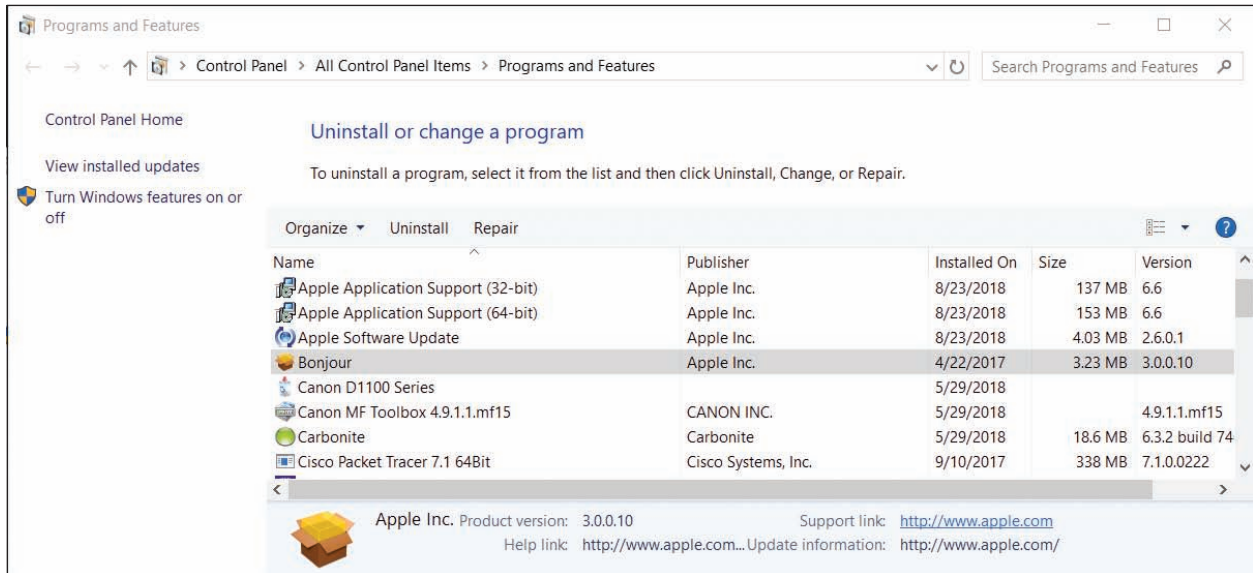 Programs and Features
Control Panel > All Control Panel Items > Programs and Features
Search Programs and Features
Control Panel Home
View installed updates
Turn Windows features on or
off
Uninstall or change a program
To uninstall a program, select it from the list and then click Uninstall, Change, or Repair.
Organize Uninstall Repair
Name Publisher Installed On Size Version
Apple Application Support (32-bit) Apple Inc. 8/23/2018 137 MB 6.6
Apple Application Support (64-bit) Apple Inc. 8/23/2018 153 MB 6.6
Apple Software Update Apple Inc. 8/23/2018 4.03 MB 2.6.0.1
Bonjour Apple Inc. 4/22/2017 3.23 MB 3.0.0.10
Canon D1100 Series 5/29/2018
Canon MF Toolbox 4.9.1.1.mf15 CANON INC. 5/29/2018 4.9.1.1.mf15
Carbonite Carbonite 5/29/2018 18.6 MB 6.3.2 build 74
Cisco Packet Tracer 7.1 64Bit Cisco Systems, Inc. 9/10/2017 338 MB 7.1.0.0222
Apple Inc. Product version: 3.0.0.10 Support link: http://www.apple.com
Help link: http://www.apple.com... Update information: http://www.apple.com/